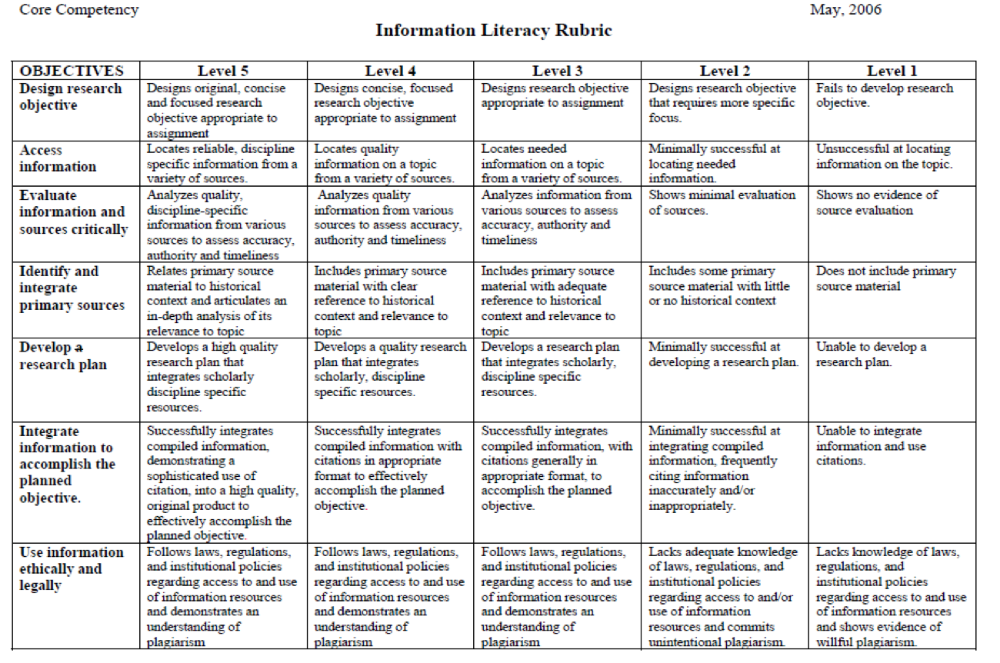 Core Competency May, 2006
Information Literacy Rubric
OBJECTIVES Level 5 Level 4 Level 3 Level 2 Level 1
Design research
objective
Designs original, concise
and focused research
objective appropriate to
assignment
Designs concise, focused
research objective
appropriate to assignment
Designs research objective
appropriate to assignment
Designs research objective
that requires more specific
focus.
Fails to develop research
objective.
Access
information
Locates reliable, discipline
specific information from a
variety of sources.
Locates quality
information on a topic
from a variety of sources.
Locates needed
information on a topic
from a variety of sources.
Minimally successful at
locating needed
information.
Unsuccessful at locating
information on the topic.
Evaluate
information and
sources critically
Analyzes quality,
discipline-specific
information from various
sources to assess accuracy,
authority and timeliness
Analyzes quality
information from various
sources to assess accuracy,
authority and timeliness
Analyzes information from
various sources to assess
accuracy, authority and
timeliness
Shows minimal evaluation
of sources.
Shows no evidence of
source evaluation
Identify and
integrate
primary sources
Relates primary source
material to historical
context and articulates an
in-depth analysis of its
relevance to topic
Includes primary source
material with clear
reference to historical
context and relevance to
topic
Includes primary source
material with adequate
reference to historical
context and relevance to
topic
Includes some primary
source material with little
or no historical context
Does not include primary
source material
Develop a
research plan
Develops a high quality
research plan that
integrates scholarly
discipline specific
resources.
Develops a quality research
plan that integrates
scholarly, discipline
specific resources.
Develops a research plan
that integrates scholarly,
discipline specific
resources.
Minimally successful at
developing a research plan.
Unable to develop a
research plan.
Integrate
information to
accomplish the
planned
objective.
Successfully integrates
compiled information,
demonstrating a
sophisticated use of
citation, into a high quality,
original product to
effectively accomplish the
planned objective.
Successfully integrates
compiled information with
citations in appropriate
format to effectively
accomplish the planned
objective.
Successfully integrates
compiled information, with
citations generally in
appropriate format, to
accomplish the planned
objective.
Minimally successful at
integrating compiled
information, frequently
citing information
inaccurately and/or
inappropriately.
Unable to integrate
information and use
citations.
Use information
ethically and
legally
Follows laws, regulations,
and institutional policies
regarding access to and use
of information resources
and demonstrates an
understanding of
plagiarism
Follows laws, regulations,
and institutional policies
regarding access to and use
of information resources
and demonstrates an
understanding of
plagiarism
Follows laws, regulations,
and institutional policies
regarding access to and use
of information resources
and demonstrates an
understanding of
plagiarism
Lacks adequate knowledge
of laws, regulations, and
institutional policies
regarding access to and/or
use of information
resources and commits
unintentional plagiarism.
Lacks knowledge of laws,
regulations, and
institutional policies
regarding access to and use
of information resources
and shows evidence of
willful plagiarism.